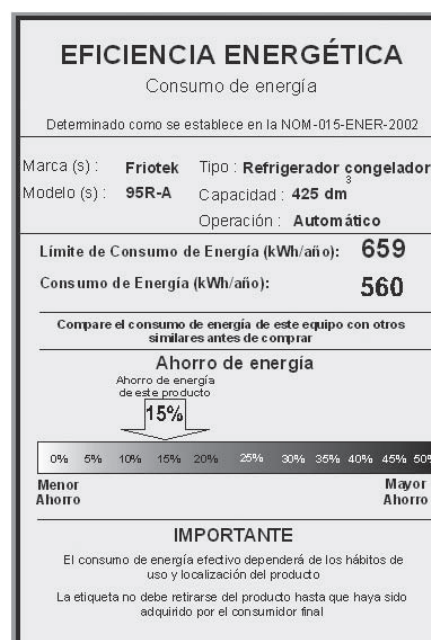 EFICIENCIA ENERGÉTICA
Consumo de energía
Determinado como se establece en la NOM-015-ENER-2002
Marca (s) : Friotek Tipo : Refrigerador congelador
Modelo (s) : 95R-A Capacidad : 425 dm3
Operación : Automático
Límite de Consumo de Energía (kWh/año): 659
Consumo de Energía (kWh/año): 560
Compare el consumo de energía de este equipo con otros
similares antes de comprar
Ahorro de energía
Ahorro de energía
de este producto
15%
0% 5% 10% 15% 20% 25% 30% 35% 40% 45% 50%
Menor Mayor
Ahorro Ahorro
IMPORTANTE
El consumo de energía efectivo dependerá de los hábitos de
uso y localización del producto
La etiqueta no debe retirarse del producto hasta que haya sido
adquirido por el consumidor final